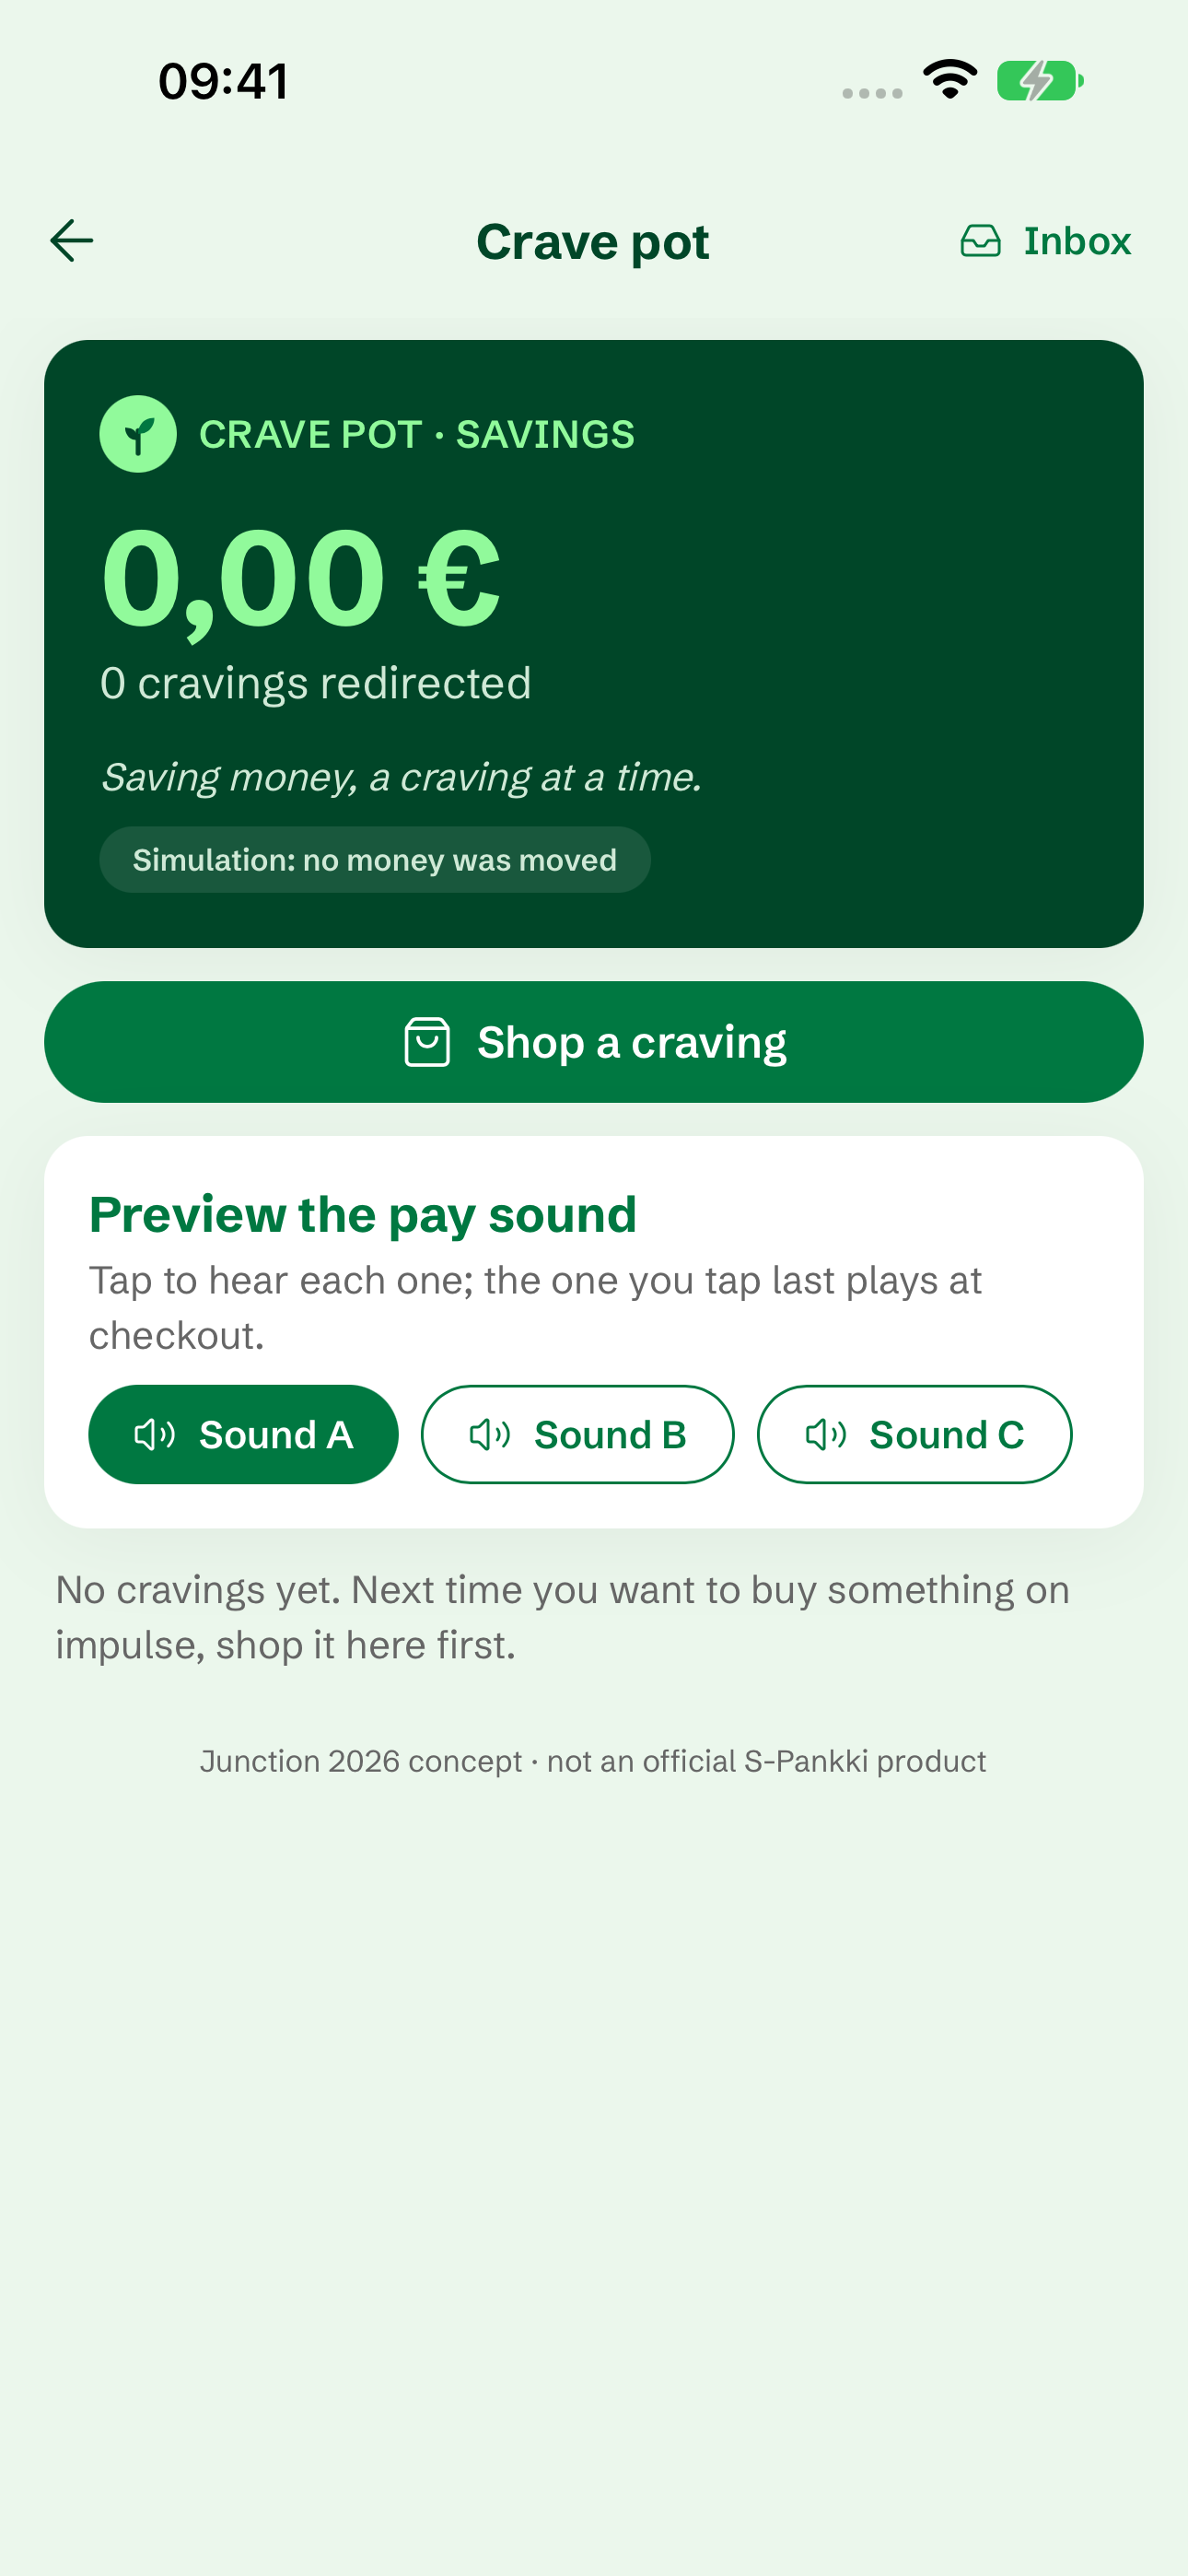 09:41
Crave pot
Inbox
CRAVE POT · SAVINGS
0,00 €
0 cravings redirected
Saving money, a craving at a time.
Simulation: no money was moved
Shop a craving
Preview the pay sound
Tap to hear each one; the one you tap last plays at
checkout.
Sound A
Sound B
Sound C
No cravings yet. Next time you want to buy something on
impulse, shop it here first.
Junction 2026 concept · not an official S-Pankki product